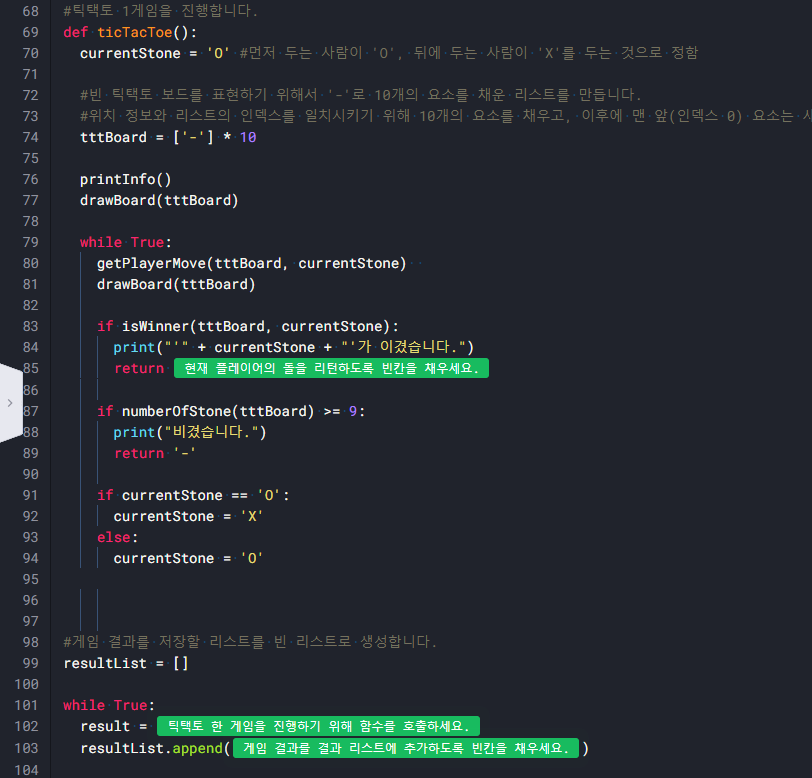 68 #틱택토 1게임을 진행합니다.
69 def ticTacToe():
70 currentStone = 'O' #먼저 두는 사람이 'O', 뒤에 두는 사람이 'X'를 두는 것으로 정함
71
72 #빈 틱택토 보드를 표현하기 위해서 '-'로 10개의 요소를 채운 리스트를 만듭니다.
73 #위치 정보와 리스트의 인덱스를 일치시키기 위해 10개의 요소를 채우고, 이후에 맨 앞(인덱스 0) 요소는
74 tttBoard = ['-'] * 10
75
76 printInfo()
77 drawBoard(tttBoard)
78
79 while True:
80 getPlayerMove(tttBoard, currentStone)
81 drawBoard(tttBoard)
82
83 if isWinner(tttBoard, currentStone):
84 print("'" + currentStone + "'가 이겼습니다.")
85 return 현재 플레이어의 돌을 리턴하도록 빈칸을 채우세요.
86
87 if numberOfStone(tttBoard) >= 9:
88 print("비겼습니다.")
89 return '-'
90
91 if currentStone == 'O':
92 currentStone = 'X'
93 else:
94 currentStone = 'O'
95
96
97
98 #게임 결과를 저장할 리스트를 빈 리스트로 생성합니다.
99 resultList = []
100
101 while True:
102 result = 틱택토 한 게임을 진행하기 위해 함수를 호출하세요.
103 resultList.append( 게임 결과를 결과 리스트에 추가하도록 빈칸을 채우세요. )
104